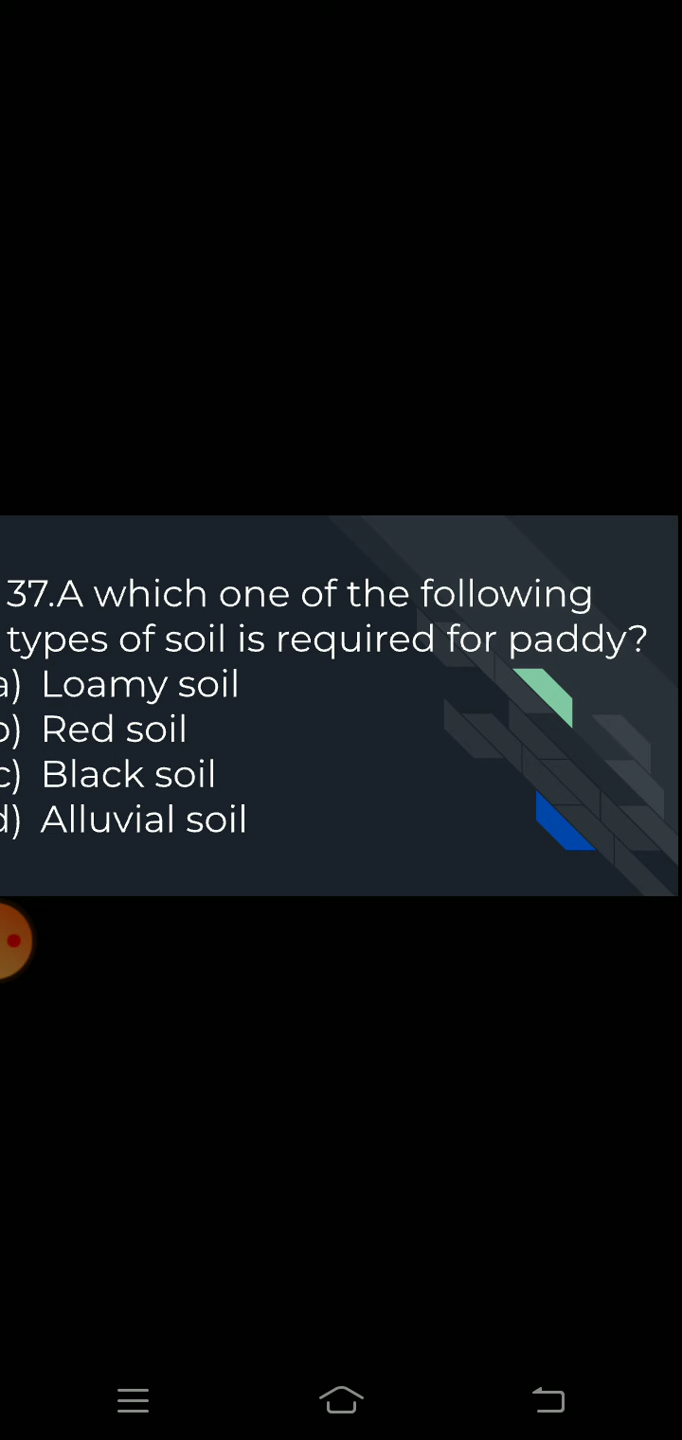 37.A which one of the following
types of soil is required for paddy?
a) Loamy soil
b) Red soil
c) Black soil
d) Alluvial soil